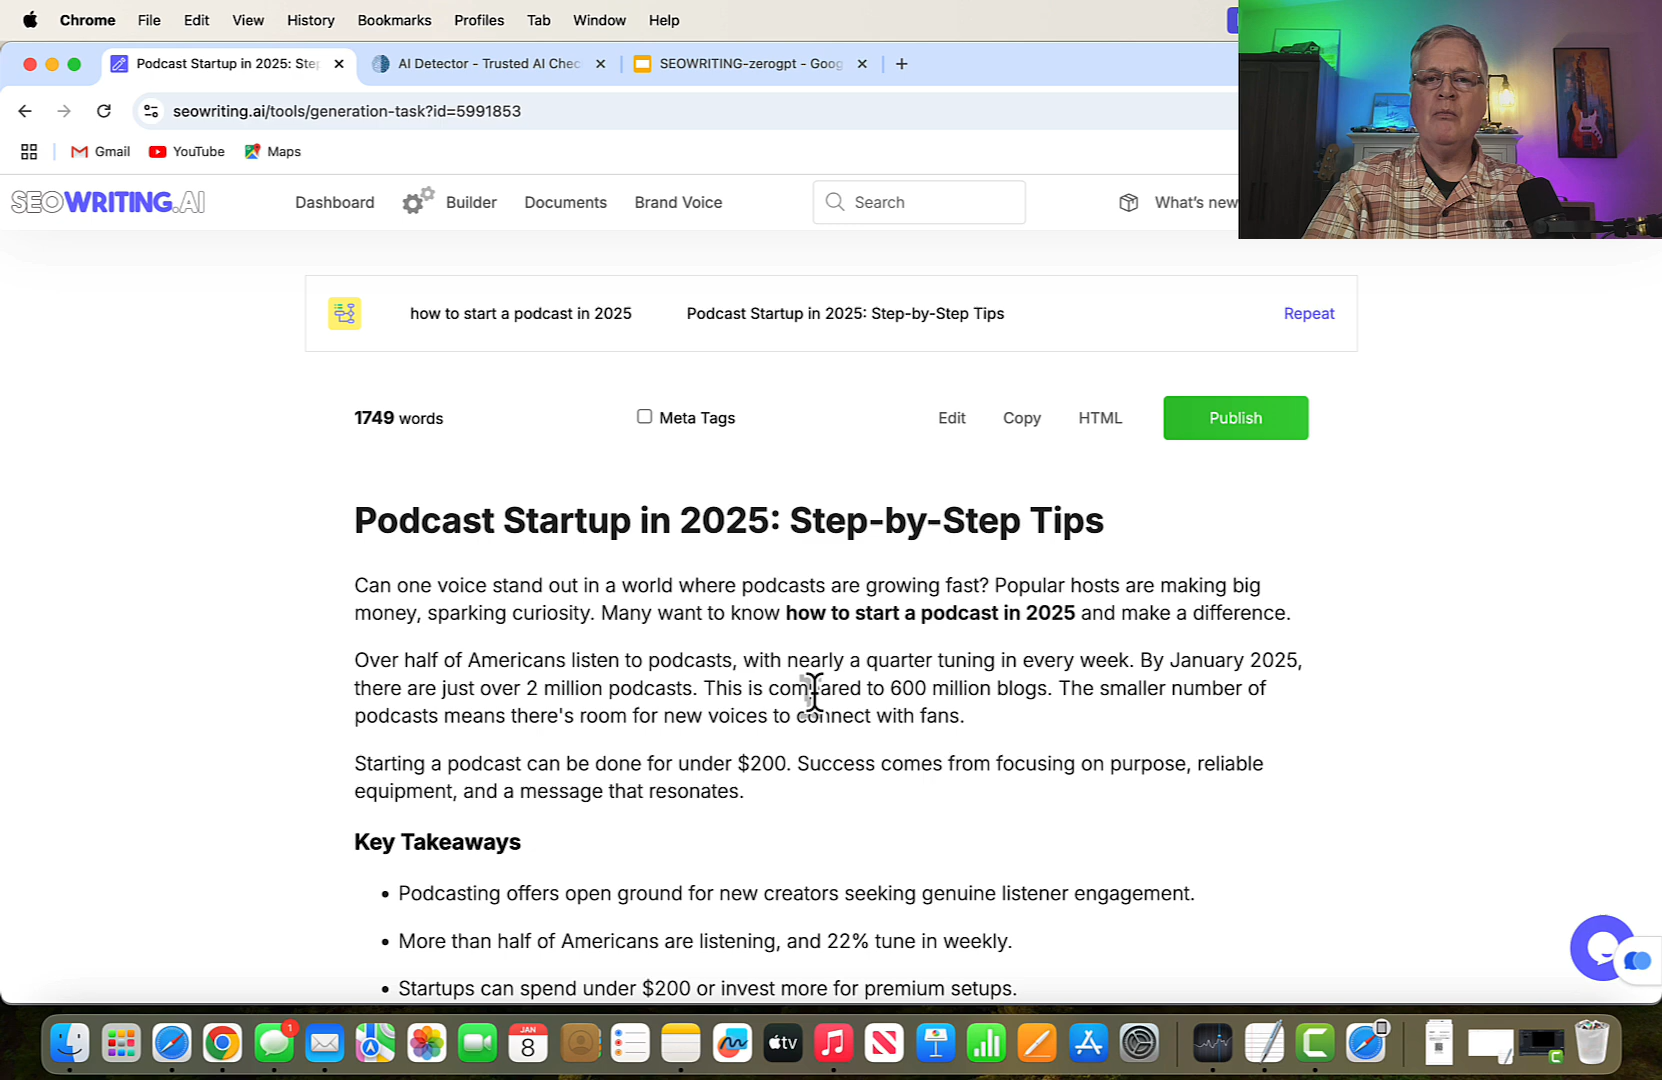 Chrome File Edit View History Bookmarks Profiles Tab Window Help
Podcast Startup in 2025: Ste
AI Detector - Trusted AI Chec
SEOWRITING-zerogpt - Goog
seowriting.ai/tools/generation-task?id=5991853
Gmail YouTube Maps
SEOWRITING.AI Dashboard Builder Documents Brand Voice Search What's new
how to start a podcast in 2025 Podcast Startup in 2025: Step-by-Step Tips Repeat
1749 words Meta Tags Edit Copy HTML Publish
Podcast Startup in 2025: Step-by-Step Tips
Can one voice stand out in a world where podcasts are growing fast? Popular hosts are making big
money, sparking curiosity. Many want to know how to start a podcast in 2025 and make a difference.
Over half of Americans listen to podcasts, with nearly a quarter tuning in every week. By January 2025,
there are just over 2 million podcasts. This is compared to 600 million blogs. The smaller number of
podcasts means there's room for new voices to connect with fans.
Starting a podcast can be done for under $200. Success comes from focusing on purpose, reliable
equipment, and a message that resonates.
Key Takeaways
• Podcasting offers open ground for new creators seeking genuine listener engagement.
• More than half of Americans are listening, and 22% tune in weekly.
• Startups can spend under $200 or invest more for premium setups.
1
JAN
8
tv